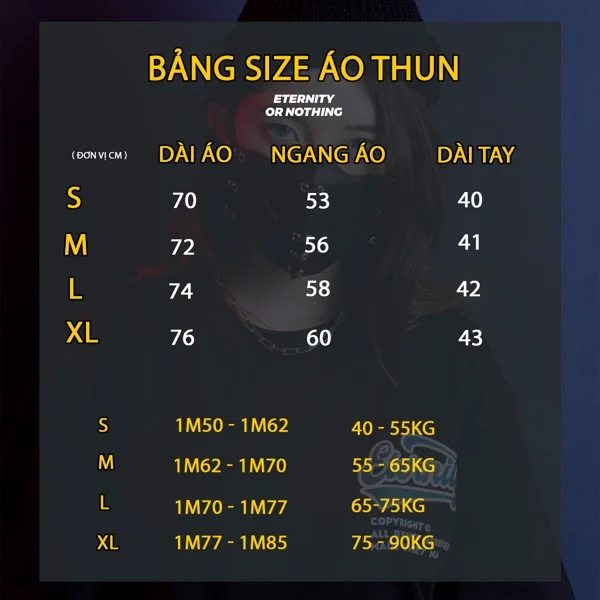 BẢNG SIZE ÁO THUN
ETERNITY
OR NOTHING
( ĐƠN VỊ CM ) DÀI ÁO NGANG ÁO DÀI TAY
S 70 53 40
M 72 56 41
L 74 58 42
XL 76 60 43
S 1M50 - 1M62 40 - 55KG
M 1M62 - 1M70 55 - 65KG
L 1M70 - 1M77 65-75KG
XL 1M77 - 1M85 75 - 90KG
Eternity
COPYRIGHT ©